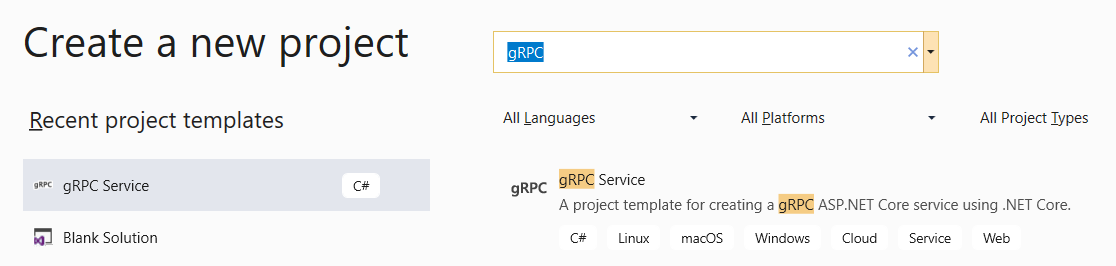 Create a new project
gRPC
Recent project templates
All Languages
All Platforms
All Project Types
gRPC
gRPC Service
C#
Blank Solution
gRPC
gRPC Service
A project template for creating a gRPC ASP.NET Core service using .NET Core.
C#
Linux
macOS
Windows
Cloud
Service
Web